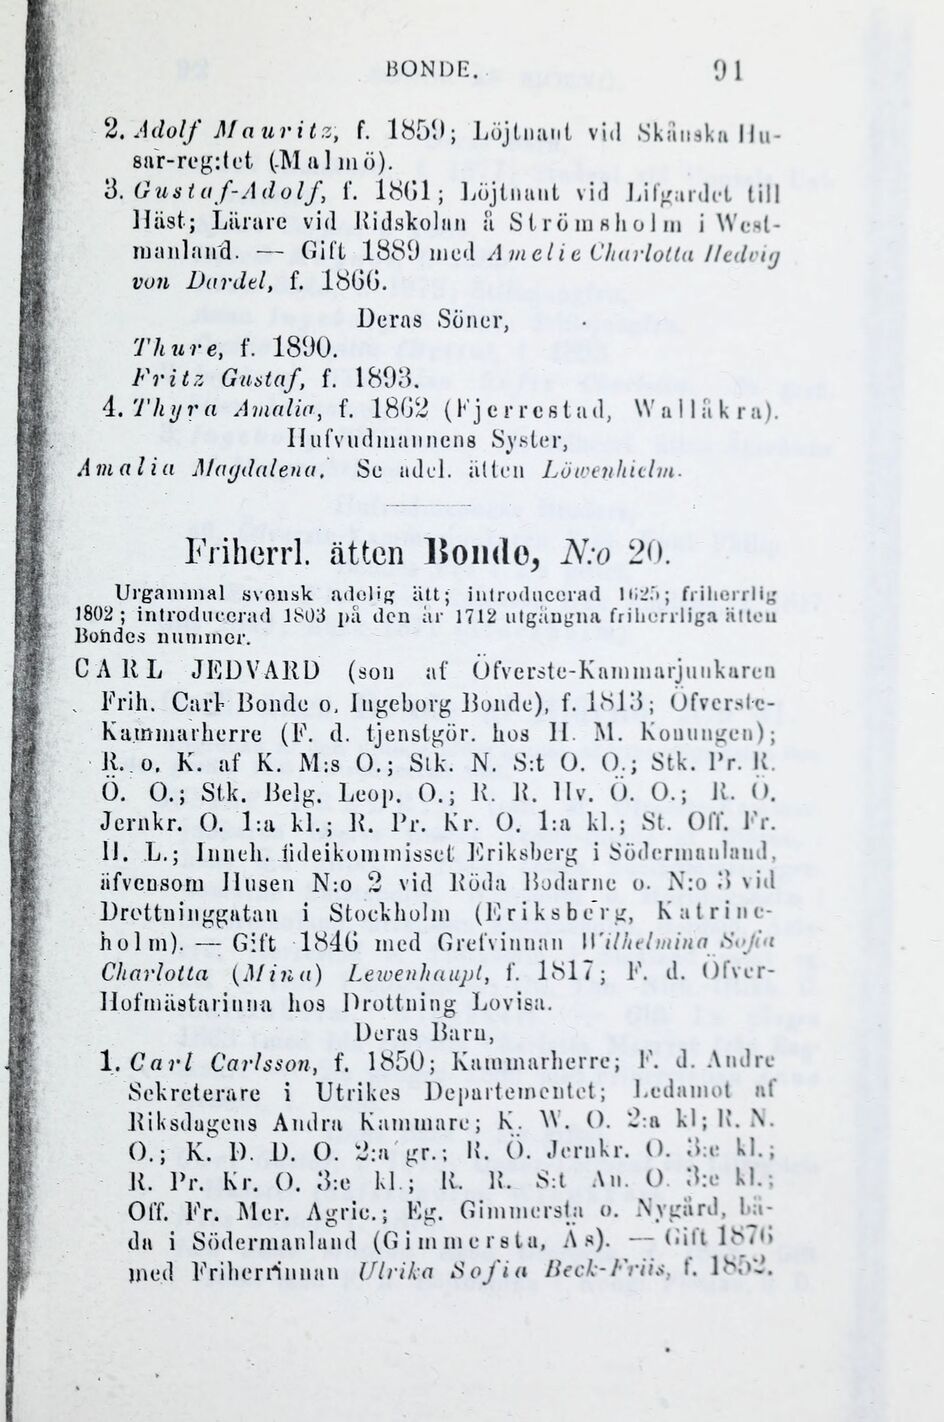 BONDE. 91
2. Adolf Mauritz, f. 1859; Löjtnant vid Skånska Hu-
sar-reg:tet (Malmö).
3. Gustaf-Adolf, f. 1861; Löjtnant vid Lifgardet till
Häst; Lärare vid Ridskolan å Strömsholm i West-
manland. — Gift 1889 med Amelie Charlotta Hedvig
von Dardel, f. 1866.
Deras Söner,
Thure, f. 1890.
Fritz Gustaf, f. 1893.
4. Thyra Amalia, f. 1862 (Fjerrestad, Wallåkra).
Hufvudmannens Syster,
Amalia Magdalena. Se adel. ätten Löwenhielm.
Friherrl. ätten Bonde, N:o 20.
Urgammal svensk adelig ätt; introducerad 1625; friherrlig
1802; introducerad 1803 på den år 1712 utgångna friherrliga ätten
Bondes nummer.
CARL JEDVARD (son af Öfverste-Kammarjunkaren
Frih. Carl Bonde o. Ingeborg Bonde), f. 1813; Öfverste-
Kammarherre (F. d. tjenstgör. hos H. M. Konungen);
R. o. K. af K. M:s O.; Stk. N. S:t O. O.; Stk. Pr. R.
Ö. O.; Stk. Belg. Leop. O.; R. R. Hv. Ö. O.; R. Ö.
Jernkr. O. 1:a kl.; R. Pr. Kr. O. 1:a kl.; St. Off. Fr.
H. L.; Inneh. fideikommisset Eriksberg i Södermanland,
äfvensom Husen N:o 2 vid Röda Bodarne o. N:o 3 vid
Drottninggatan i Stockholm (Eriksberg, Katrine-
holm). — Gift 1846 med Grefvinnan Wilhelmina Sofia
Charlotta (Mina) Lewenhaupt, f. 1817; F. d. Öfver-
Hofmästarinna hos Drottning Lovisa.
Deras Barn,
1. Carl Carlsson, f. 1850; Kammarherre; F. d. Andre
Sekreterare i Utrikes Departementet; Ledamot af
Riksdagens Andra Kammare; K. W. O. 2:a kl; R. N.
O.; K. D. D. O. 2:a gr.; R. Ö. Jernkr. O. 3:e kl.;
R. Pr. Kr. O. 3:e kl.; R. R. S:t An. O. 3:e kl.;
Off. Fr. Mer. Agric.; Eg. Gimmersta o. Nygård, bå-
da i Södermanland (Gimmersta, Ås). — Gift 1876
med Friherrinnan Ulrika Sofia Beck-Friis, f. 1852.